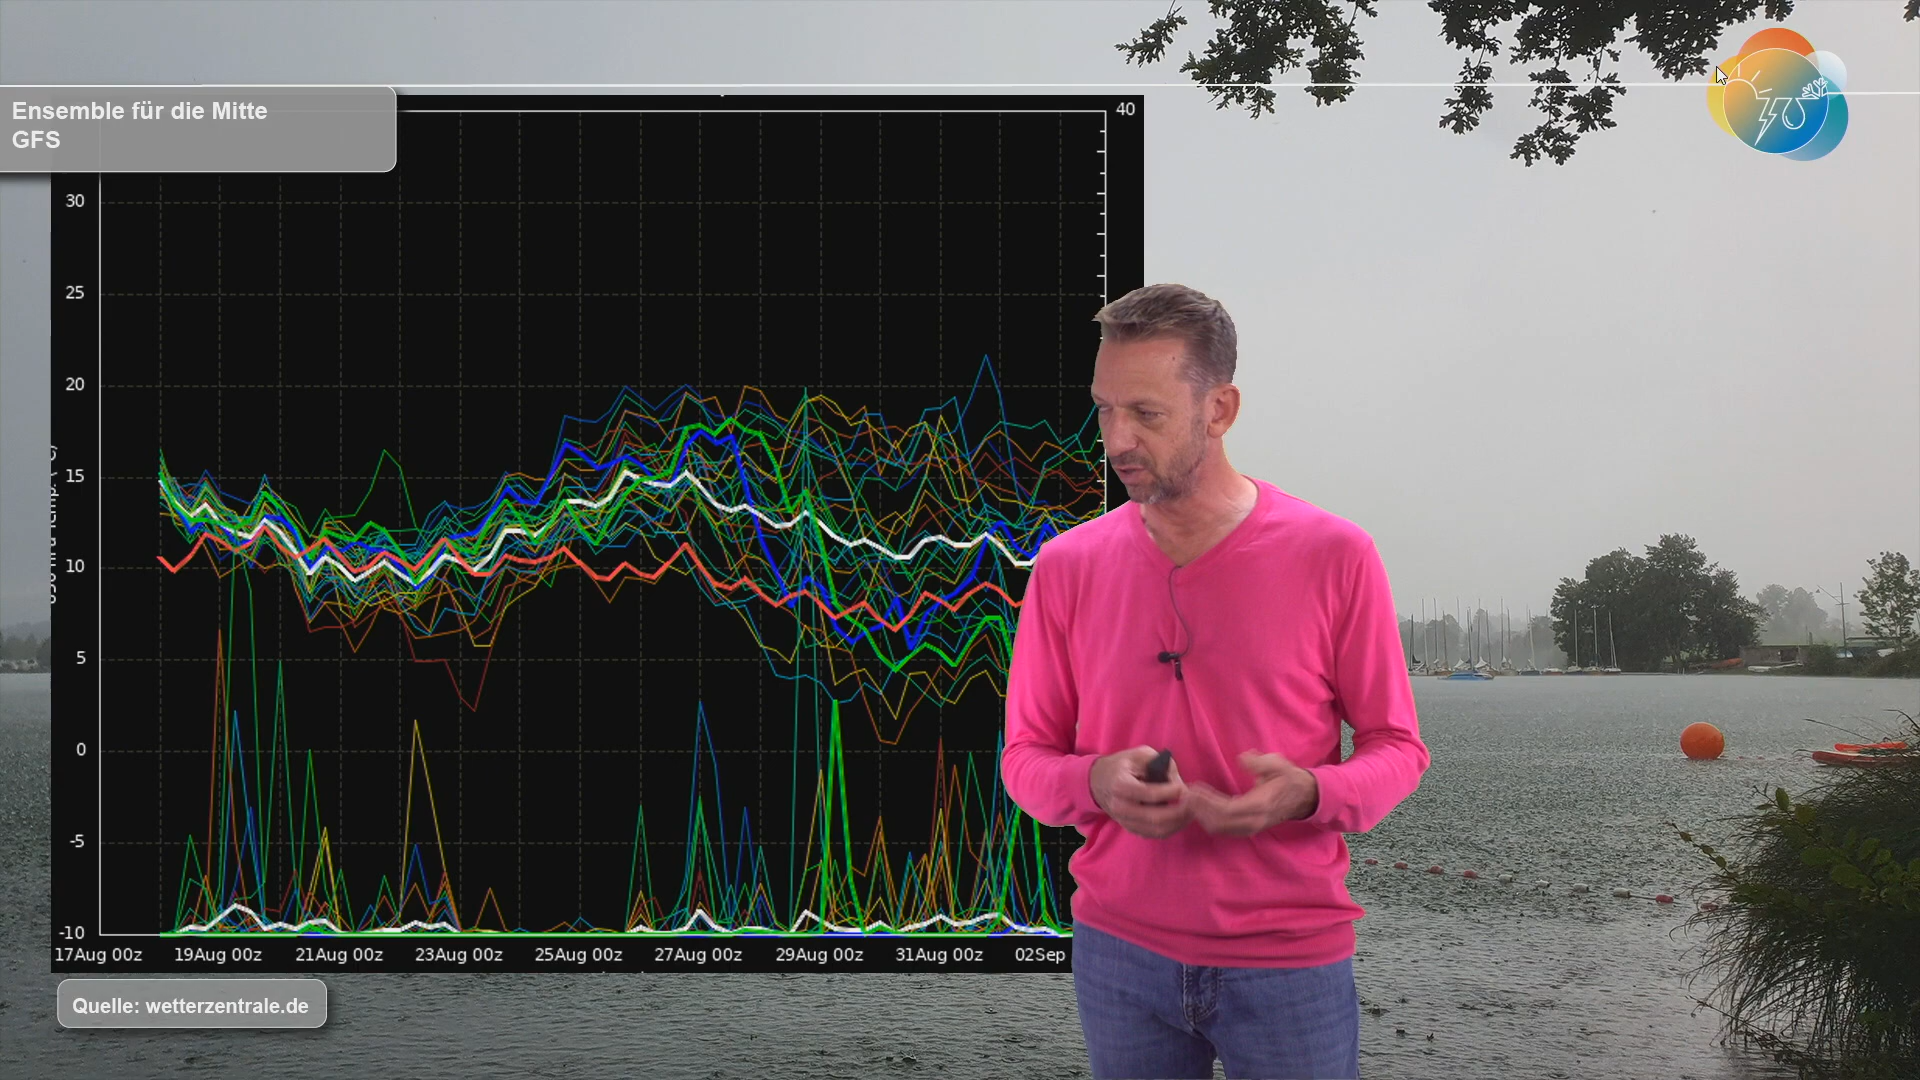 Ensemble für die Mitte
GFS
40
30
25
20
15
10
5
0
-5
-10
17Aug 00z 19Aug 00z 21Aug 00z 23Aug 00z 25Aug 00z 27Aug 00z 29Aug 00z 31Aug 00z 02Sep
Quelle: wetterzentrale.de